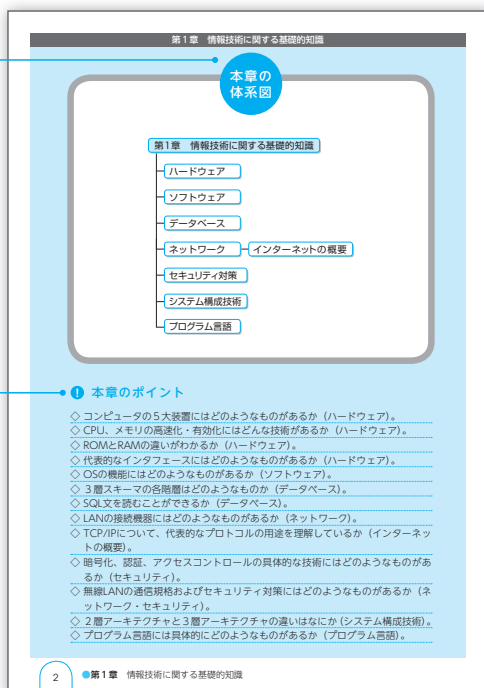 第1章 情報技術に関する基礎的知識
本章の
体系図
第1章 情報技術に関する基礎的知識
ハードウェア
ソフトウェア
データベース
ネットワーク
インターネットの概要
セキュリティ対策
システム構成技術
プログラム言語
! 本章のポイント
◇ コンピュータの5大装置にはどのようなものがあるか（ハードウェア）。
◇ CPU、メモリの高速化・有効化にはどんな技術があるか（ハードウェア）。
◇ ROMとRAMの違いがわかるか（ハードウェア）。
◇ 代表的なインタフェースにはどのようなものがあるか（ハードウェア）。
◇ OSの機能にはどのようなものがあるか（ソフトウェア）。
◇ 3層スキーマの各階層はどのようなものか（データベース）。
◇ SQL文を読むことができるか（データベース）。
◇ LANの接続機器にはどのようなものがあるか（ネットワーク）。
◇ TCP/IPについて、代表的なプロトコルの用途を理解しているか（インターネッ
トの概要）。
◇ 暗号化、認証、アクセスコントロールの具体的な技術にはどのようなものがあ
るか（セキュリティ）。
◇ 無線LANの通信規格およびセキュリティ対策にはどのようなものがあるか（ネ
ットワーク・セキュリティ）。
◇ 2層アーキテクチャと3層アーキテクチャの違いはなにか（システム構成技術）。
◇ プログラム言語には具体的にどのようなものがあるか（プログラム言語）。
2 ●第1章 情報技術に関する基礎的知識